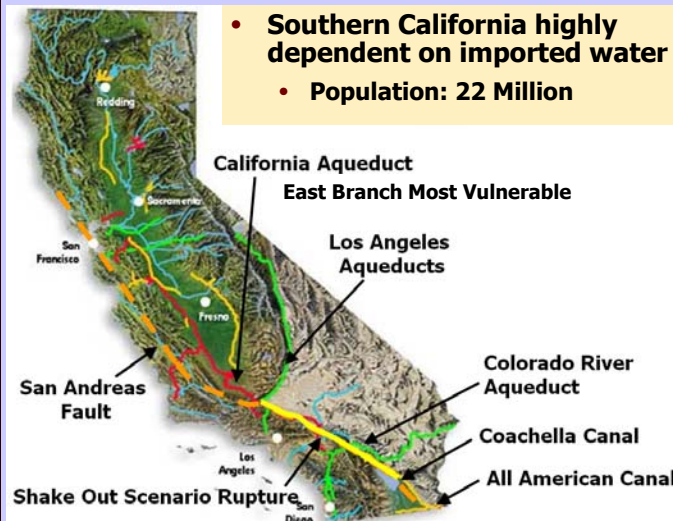 • Southern California highly
dependent on imported water
• Population: 22 Million
Redding
California Aqueduct
East Branch Most Vulnerable
Sacramento
Los Angeles
Aqueducts
San
Francisco
Fresno
San Andreas
Fault
Colorado River
Aqueduct
Coachella Canal
Los
Angeles
All American Canal
Shake Out Scenario Rupture
San
Diego